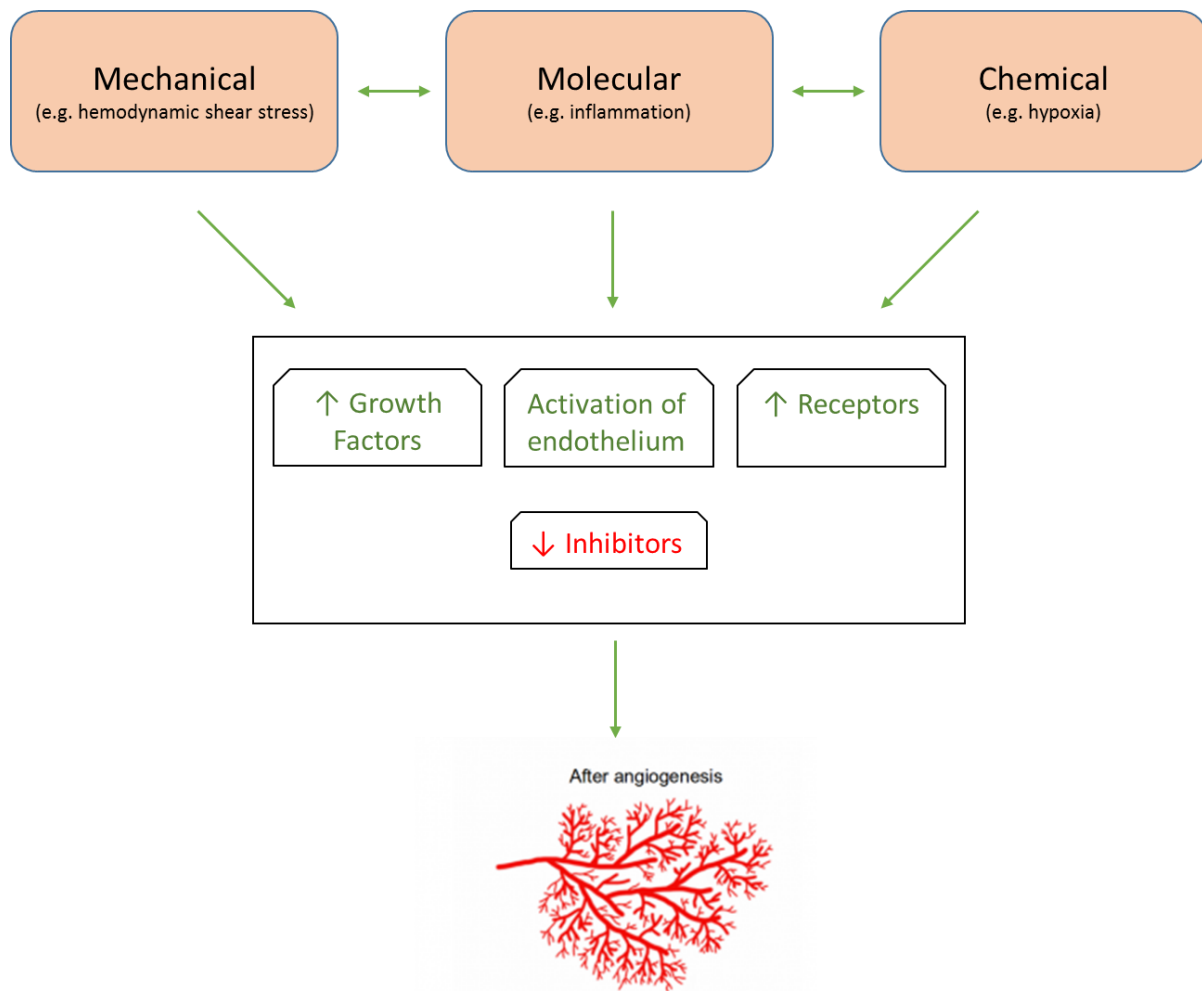 Mechanical
(e.g. hemodynamic shear stress)
Molecular
(e.g. inflammation)
Chemical
(e.g. hypoxia)
↑ Growth
Factors
Activation of
endothelium
↑ Receptors
↓ Inhibitors
After angiogenesis